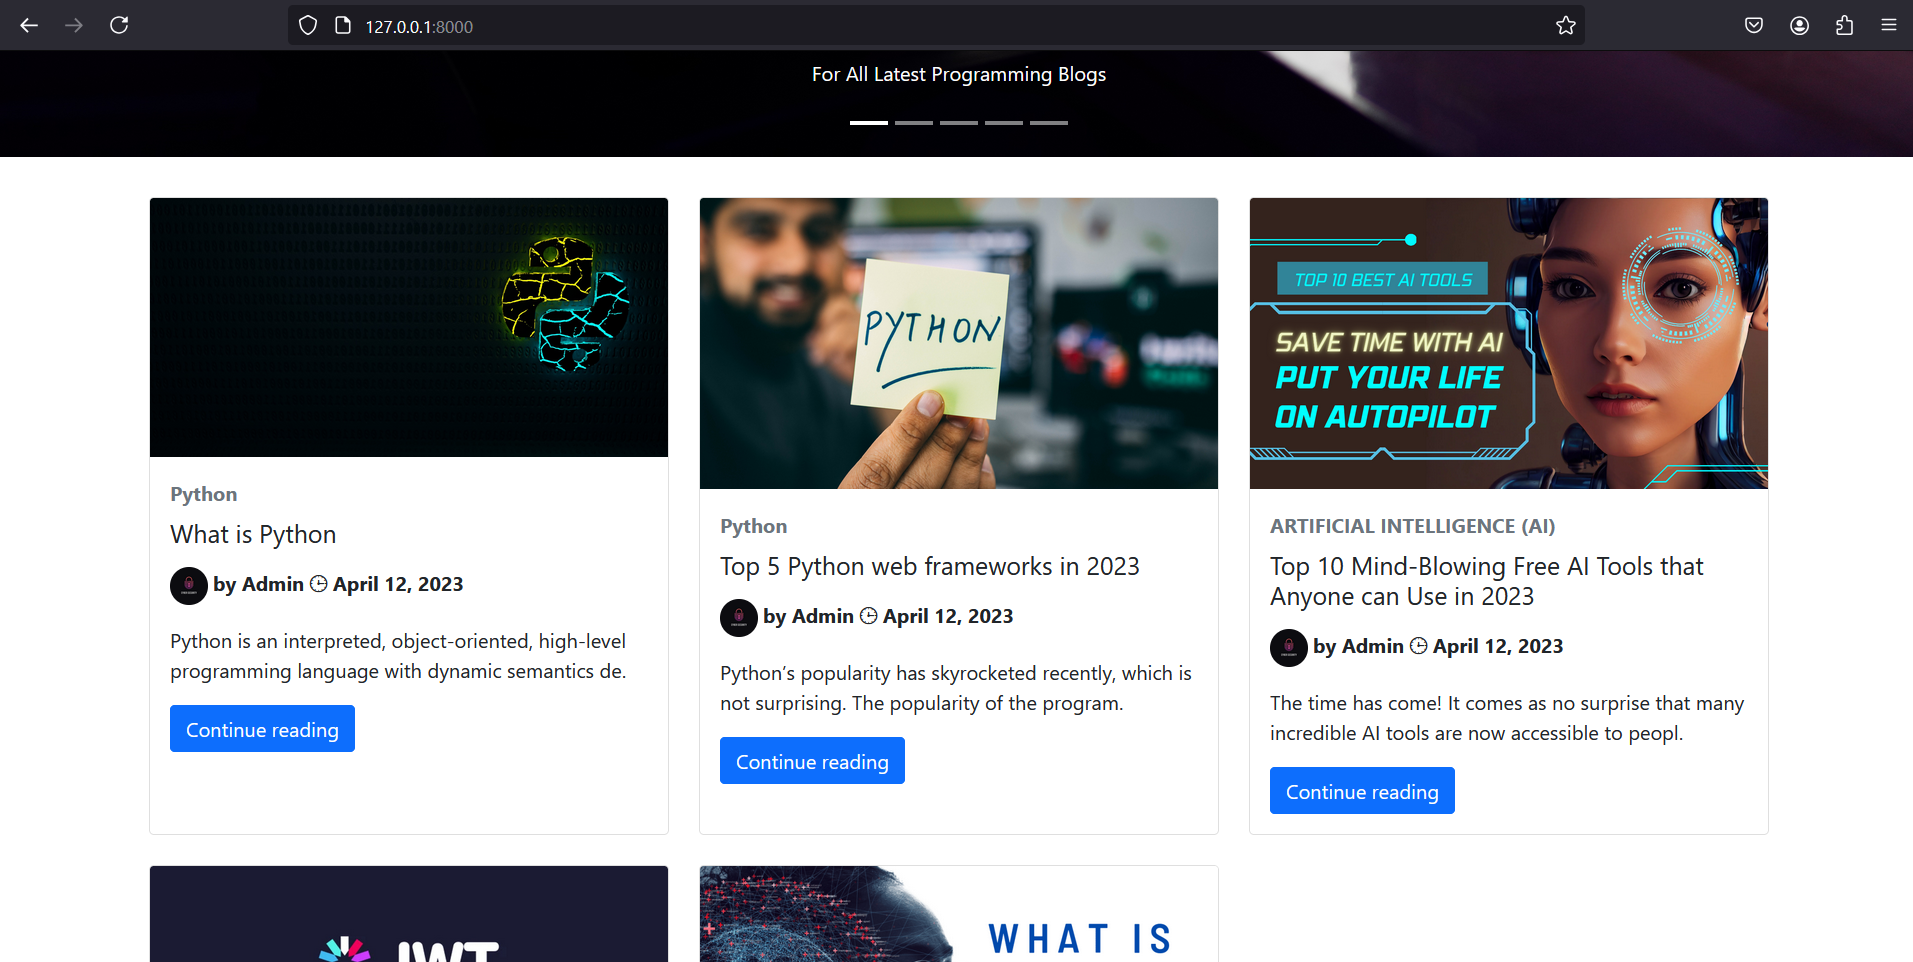 127.0.0.1:8000
For All Latest Programming Blogs
PYTHON
TOP 10 BEST AI TOOLS
SAVE TIME WITH AI
PUT YOUR LIFE
ON AUTOPILOT
Python
What is Python
by Admin April 12, 2023
Python is an interpreted, object-oriented, high-level
programming language with dynamic semantics de.
Continue reading
Python
Top 5 Python web frameworks in 2023
by Admin April 12, 2023
Python’s popularity has skyrocketed recently, which is
not surprising. The popularity of the program.
Continue reading
ARTIFICIAL INTELLIGENCE (AI)
Top 10 Mind-Blowing Free AI Tools that
Anyone can Use in 2023
by Admin April 12, 2023
The time has come! It comes as no surprise that many
incredible AI tools are now accessible to peopl.
Continue reading
JWT
WHAT IS